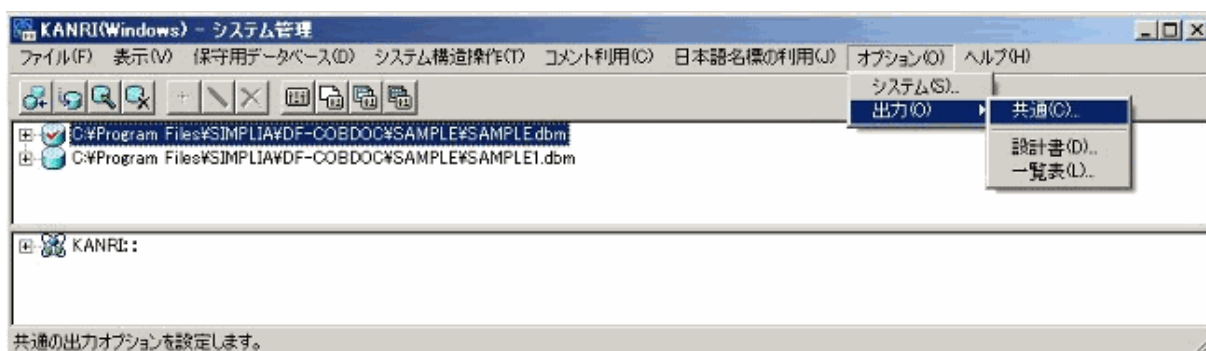 KANRI(Windows) - システム管理
ファイル(F) 表示(V) 保守用データベース(D) システム構造操作(T) コメント利用(C) 日本語名標の利用(J) オプション(O) ヘルプ(H)
システム(S)...
出力(O)
共通(C)...
設計書(D)...
一覧表(L)...
C:¥Program Files¥SIMPLIA¥DF-COBDOC¥SAMPLE¥SAMPLE.dbm
C:¥Program Files¥SIMPLIA¥DF-COBDOC¥SAMPLE¥SAMPLE1.dbm
KANRI::
共通の出力オプションを設定します。